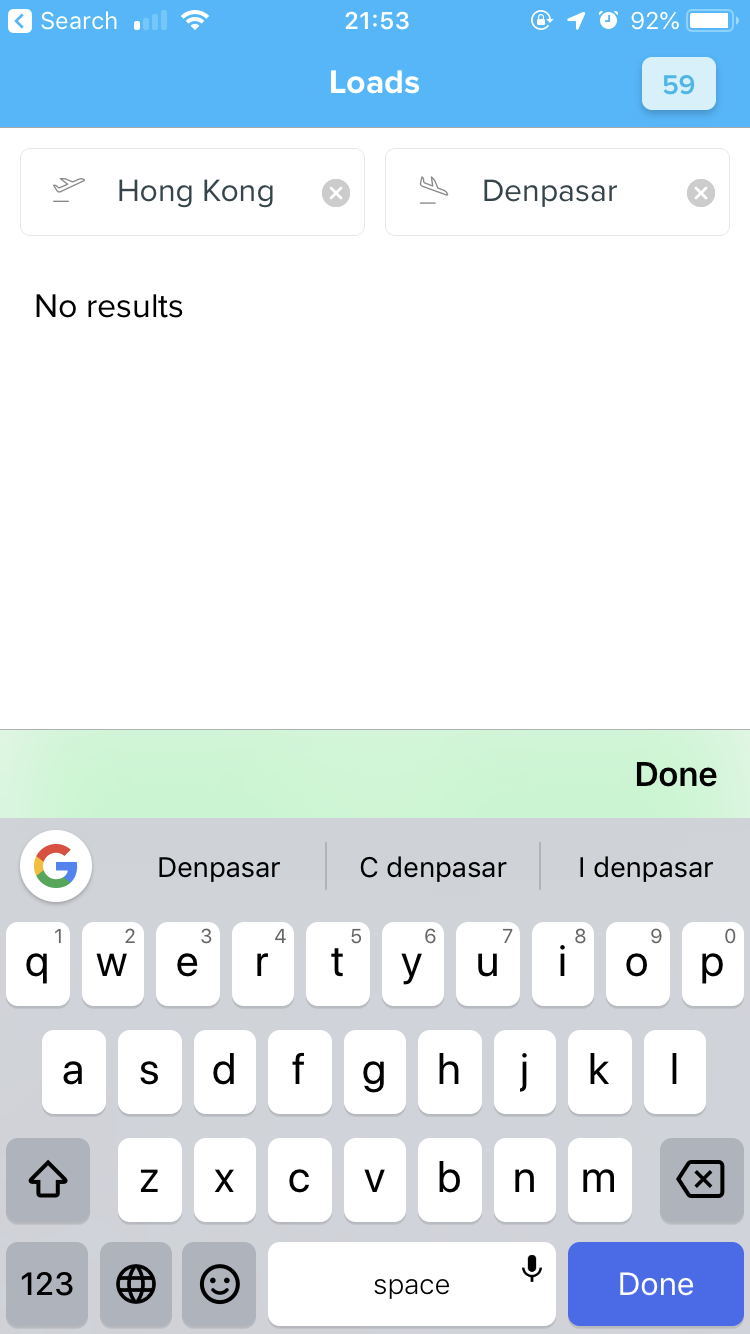 Search 21:53 92%
Loads 59
Hong Kong Denpasar
No results
Done
Denpasar C denpasar I denpasar
1 2 3 4 5 6 7 8 9 0
q w e r t y u i o p
a s d f g h j k l
z x c v b n m
123 space Done